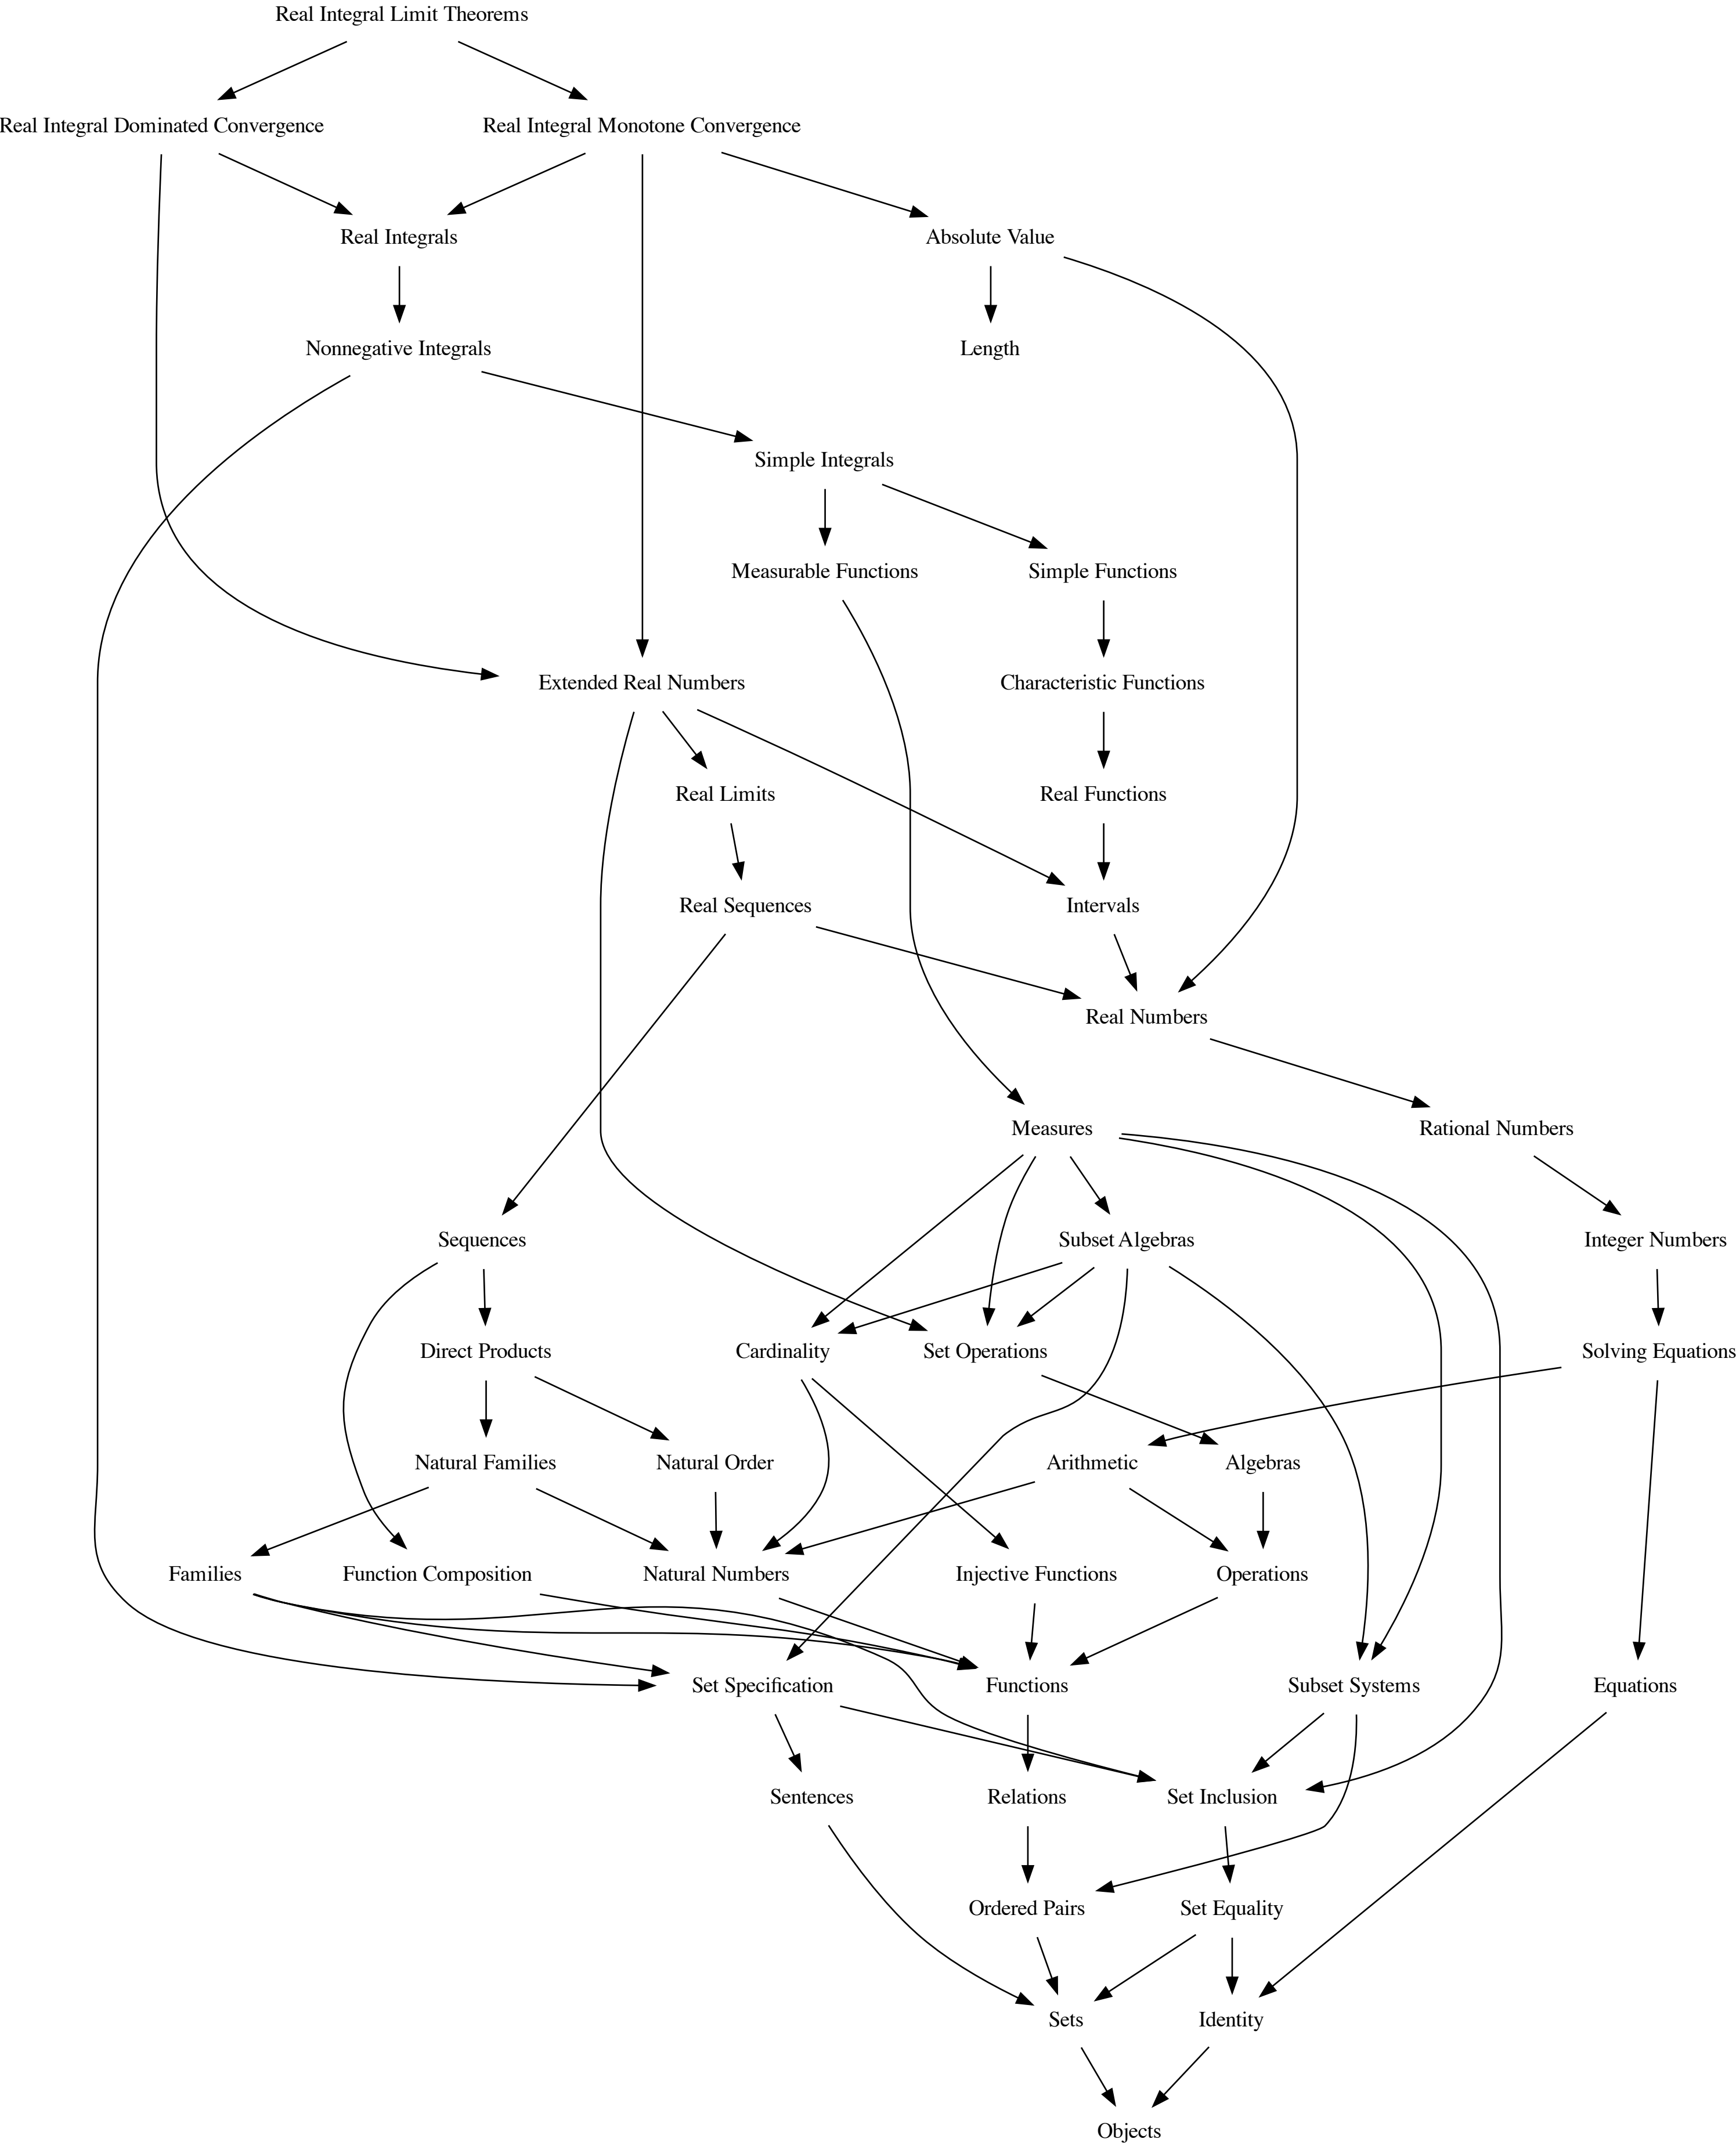 Real Integral Limit Theorems
Real Integral Dominated Convergence
Real Integral Monotone Convergence
Real Integrals
Absolute Value
Nonnegative Integrals
Length
Simple Integrals
Measurable Functions
Simple Functions
Extended Real Numbers
Characteristic Functions
Real Limits
Real Functions
Real Sequences
Intervals
Real Numbers
Measures
Rational Numbers
Sequences
Subset Algebras
Integer Numbers
Direct Products
Cardinality
Set Operations
Solving Equations
Natural Families
Natural Order
Arithmetic
Algebras
Families
Function Composition
Natural Numbers
Injective Functions
Operations
Set Specification
Functions
Subset Systems
Equations
Sentences
Relations
Set Inclusion
Ordered Pairs
Set Equality
Sets
Identity
Objects